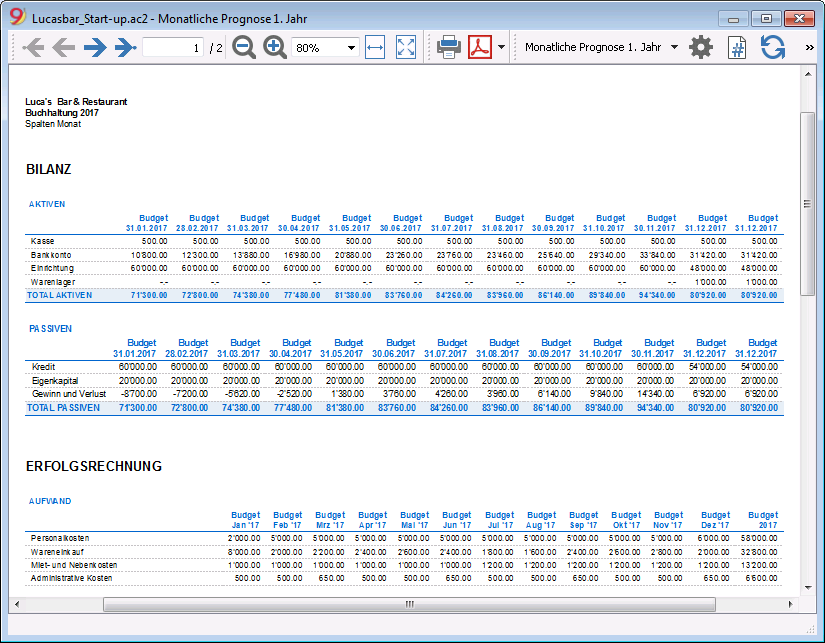 Lucasbar_Start-up.ac2 - Monatliche Prognose 1. Jahr
1 / 2 80% Monatliche Prognose 1. Jahr # »
Luca's Bar & Restaurant
Buchhaltung 2017
Spalten Monat
BILANZ
AKTIVEN
Budget Budget Budget Budget Budget Budget Budget Budget Budget Budget Budget Budget Budget
31.01.2017 28.02.2017 31.03.2017 30.04.2017 31.05.2017 30.06.2017 31.07.2017 31.08.2017 30.09.2017 31.10.2017 30.11.2017 31.12.2017 31.12.2017
Kasse 500.00 500.00 500.00 500.00 500.00 500.00 500.00 500.00 500.00 500.00 500.00 500.00 500.00
Bankkonto 10'800.00 12'300.00 13'880.00 16'980.00 20'880.00 23'260.00 23'760.00 23'460.00 25'640.00 29'340.00 33'840.00 31'420.00 31'420.00
Einrichtung 60'000.00 60'000.00 60'000.00 60'000.00 60'000.00 60'000.00 60'000.00 60'000.00 60'000.00 60'000.00 60'000.00 48'000.00 48'000.00
Warenlager -.- -.- -.- -.- -.- -.- -.- -.- -.- -.- -.- 1'000.00 1'000.00
TOTAL AKTIVEN 71'300.00 72'800.00 74'380.00 77'480.00 81'380.00 83'760.00 84'260.00 83'960.00 86'140.00 89'840.00 94'340.00 80'920.00 80'920.00
PASSIVEN
Budget Budget Budget Budget Budget Budget Budget Budget Budget Budget Budget Budget Budget
31.01.2017 28.02.2017 31.03.2017 30.04.2017 31.05.2017 30.06.2017 31.07.2017 31.08.2017 30.09.2017 31.10.2017 30.11.2017 31.12.2017 31.12.2017
Kredit 60'000.00 60'000.00 60'000.00 60'000.00 60'000.00 60'000.00 60'000.00 60'000.00 60'000.00 60'000.00 60'000.00 54'000.00 54'000.00
Eigenkapital 20'000.00 20'000.00 20'000.00 20'000.00 20'000.00 20'000.00 20'000.00 20'000.00 20'000.00 20'000.00 20'000.00 20'000.00 20'000.00
Gewinn und Verlust -8'700.00 -7'200.00 -5'620.00 -2'520.00 1'380.00 3'760.00 4'260.00 3'960.00 6'140.00 9'840.00 14'340.00 6'920.00 6'920.00
TOTAL PASSIVEN 71'300.00 72'800.00 74'380.00 77'480.00 81'380.00 83'760.00 84'260.00 83'960.00 86'140.00 89'840.00 94'340.00 80'920.00 80'920.00
ERFOLGSRECHNUNG
AUFWAND
Budget Budget Budget Budget Budget Budget Budget Budget Budget Budget Budget Budget Budget
Jan '17 Feb '17 Mrz '17 Apr '17 Mai '17 Jun '17 Jul '17 Aug '17 Sep '17 Okt '17 Nov '17 Dez '17 2017
Personalkosten 2'000.00 5'000.00 5'000.00 5'000.00 5'000.00 5'000.00 5'000.00 5'000.00 5'000.00 5'000.00 5'000.00 6'000.00 58'000.00
Wareneinkauf 8'000.00 2'000.00 2'200.00 2'400.00 2'600.00 2'400.00 1'800.00 1'600.00 2'400.00 2'600.00 2'800.00 2'000.00 32'800.00
Miet- und Nebenkosten 1'000.00 1'000.00 1'000.00 1'000.00 1'000.00 1'200.00 1'200.00 1'200.00 1'200.00 1'200.00 1'200.00 1'200.00 13'200.00
Administrative Kosten 500.00 500.00 650.00 500.00 500.00 650.00 500.00 500.00 650.00 500.00 500.00 650.00 6'600.00